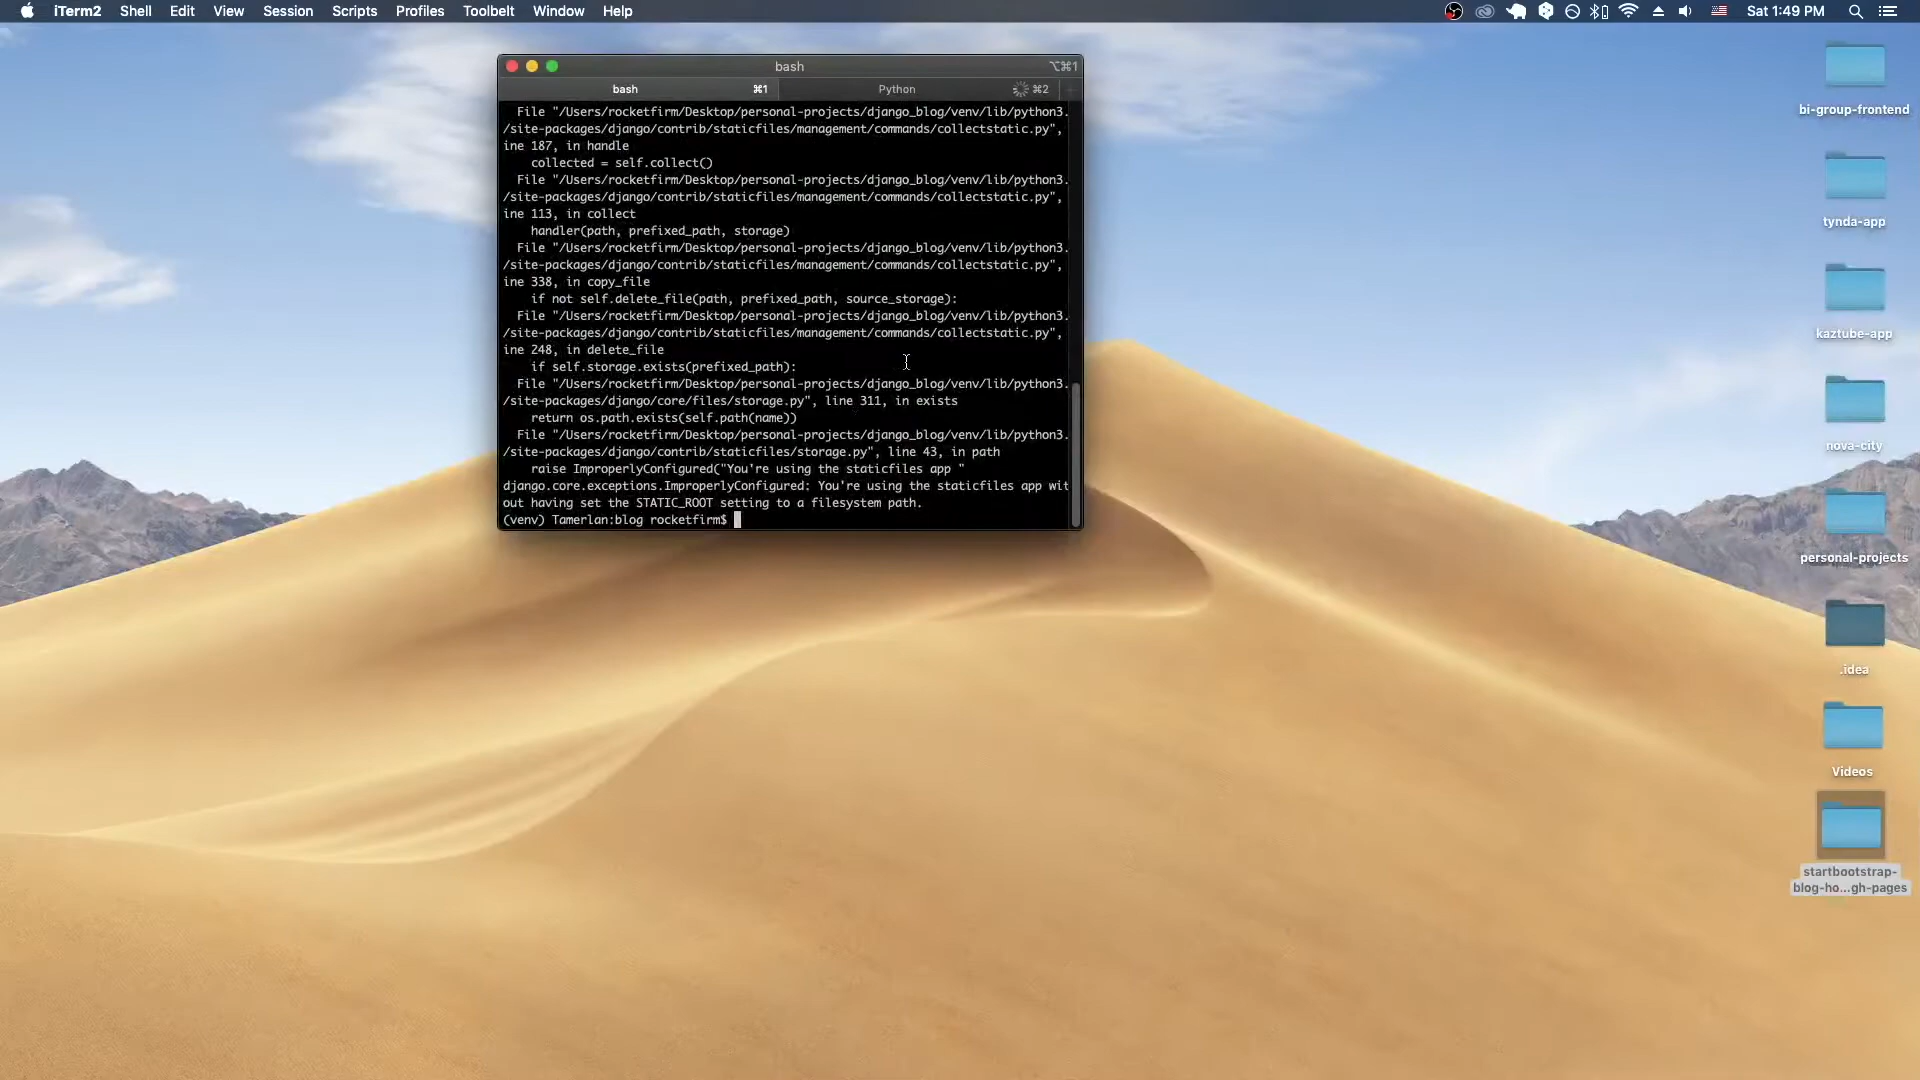 iTerm2 Shell Edit View Session Scripts Profiles Toolbelt Window Help Sat 1:49 PM
bash ⌥⌘1
bash ⌘1 Python ⌘2
File "/Users/rocketfirm/Desktop/personal-projects/django_blog/venv/lib/python3.
/site-packages/django/contrib/staticfiles/management/commands/collectstatic.py",
ine 187, in handle
collected = self.collect()
File "/Users/rocketfirm/Desktop/personal-projects/django_blog/venv/lib/python3.
/site-packages/django/contrib/staticfiles/management/commands/collectstatic.py",
ine 113, in collect
handler(path, prefixed_path, storage)
File "/Users/rocketfirm/Desktop/personal-projects/django_blog/venv/lib/python3.
/site-packages/django/contrib/staticfiles/management/commands/collectstatic.py",
ine 338, in copy_file
if not self.delete_file(path, prefixed_path, source_storage):
File "/Users/rocketfirm/Desktop/personal-projects/django_blog/venv/lib/python3.
/site-packages/django/contrib/staticfiles/management/commands/collectstatic.py",
ine 248, in delete_file
if self.storage.exists(prefixed_path):
File "/Users/rocketfirm/Desktop/personal-projects/django_blog/venv/lib/python3.
/site-packages/django/core/files/storage.py", line 311, in exists
return os.path.exists(self.path(name))
File "/Users/rocketfirm/Desktop/personal-projects/django_blog/venv/lib/python3.
/site-packages/django/contrib/staticfiles/storage.py", line 43, in path
raise ImproperlyConfigured("You're using the staticfiles app "
django.core.exceptions.ImproperlyConfigured: You're using the staticfiles app wit
out having set the STATIC_ROOT setting to a filesystem path.
(venv) Tamerlan:blog rocketfirm$
bi-group-frontend
tynda-app
kaztube-app
nova-city
personal-projects
.idea
Videos
startbootstrap-
blog-ho...gh-pages